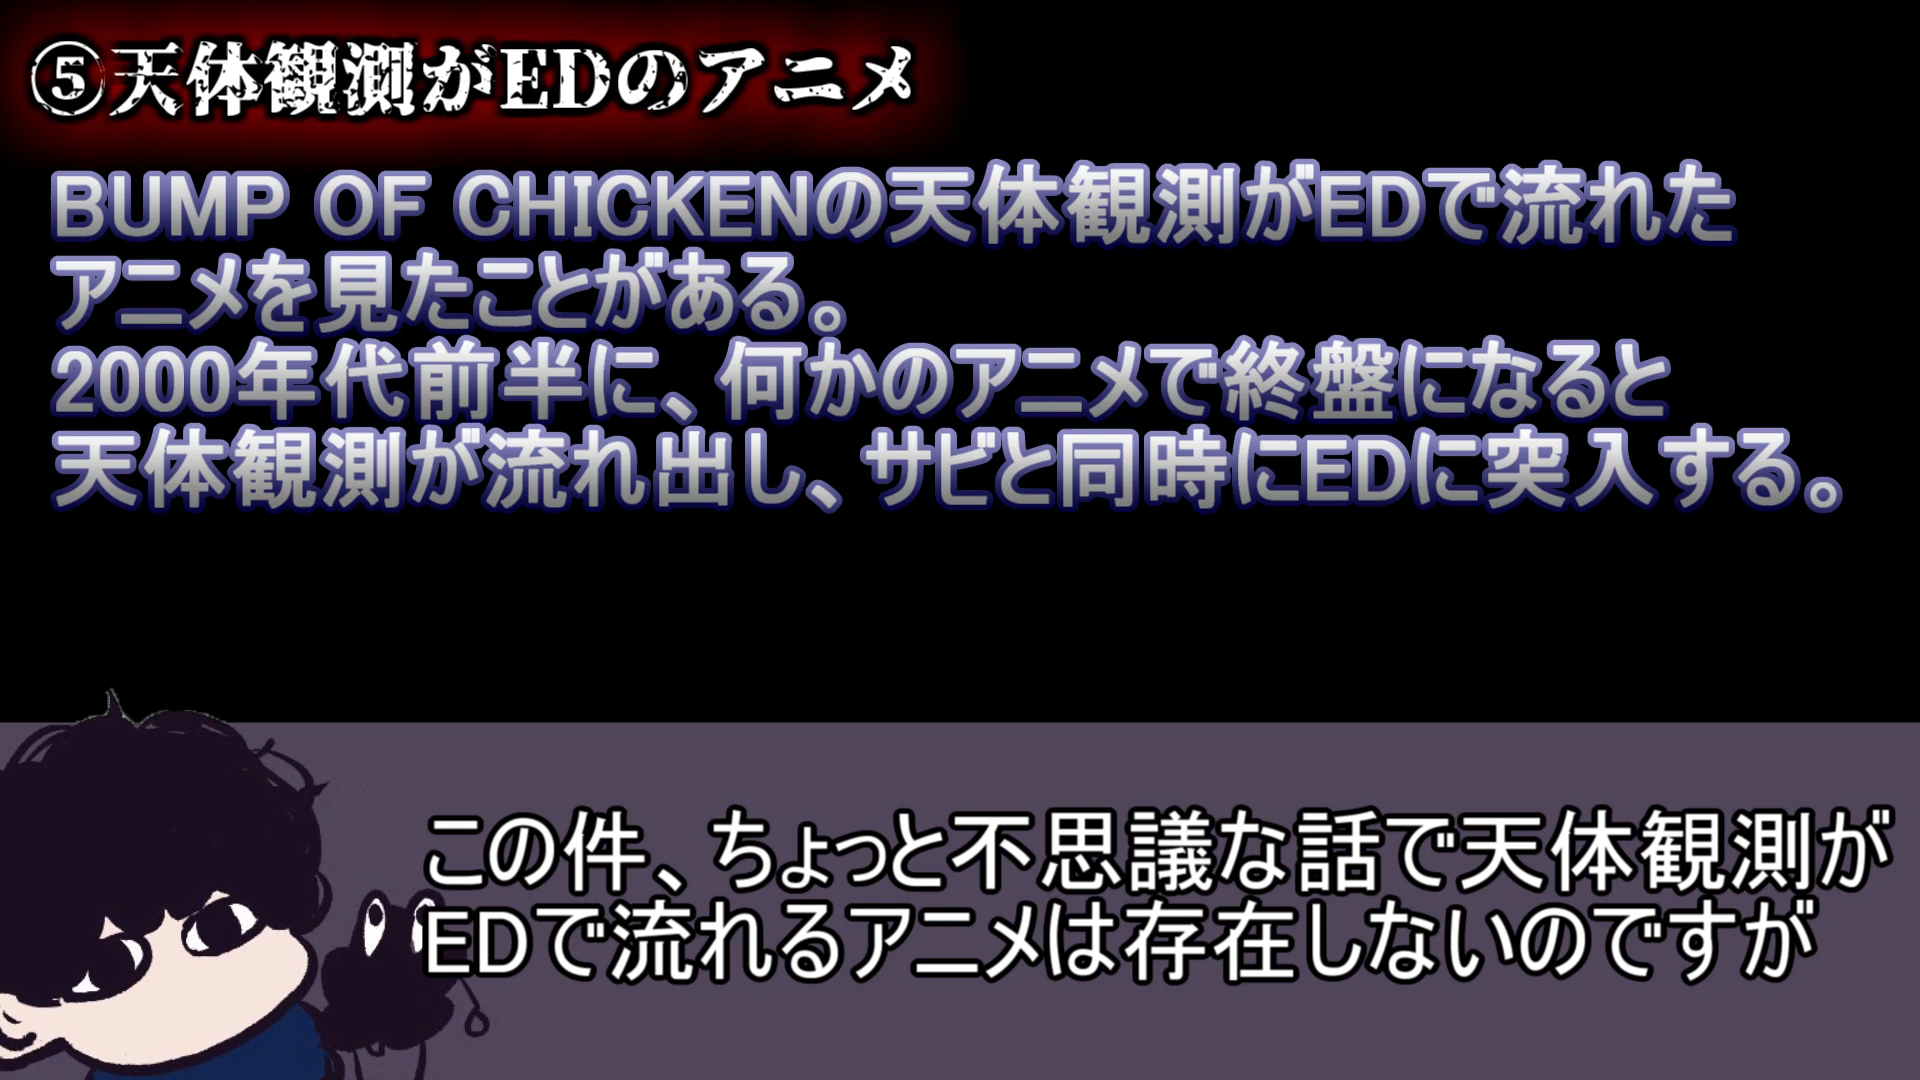 ⑤天体観測がEDのアニメ
BUMP OF CHICKENの天体観測がEDで流れた
アニメを見たことがある。
2000年代前半に、何かのアニメで終盤になると
天体観測が流れ出し、サビと同時にEDに突入する。
この件、ちょっと不思議な話で天体観測が
EDで流れるアニメは存在しないのですが